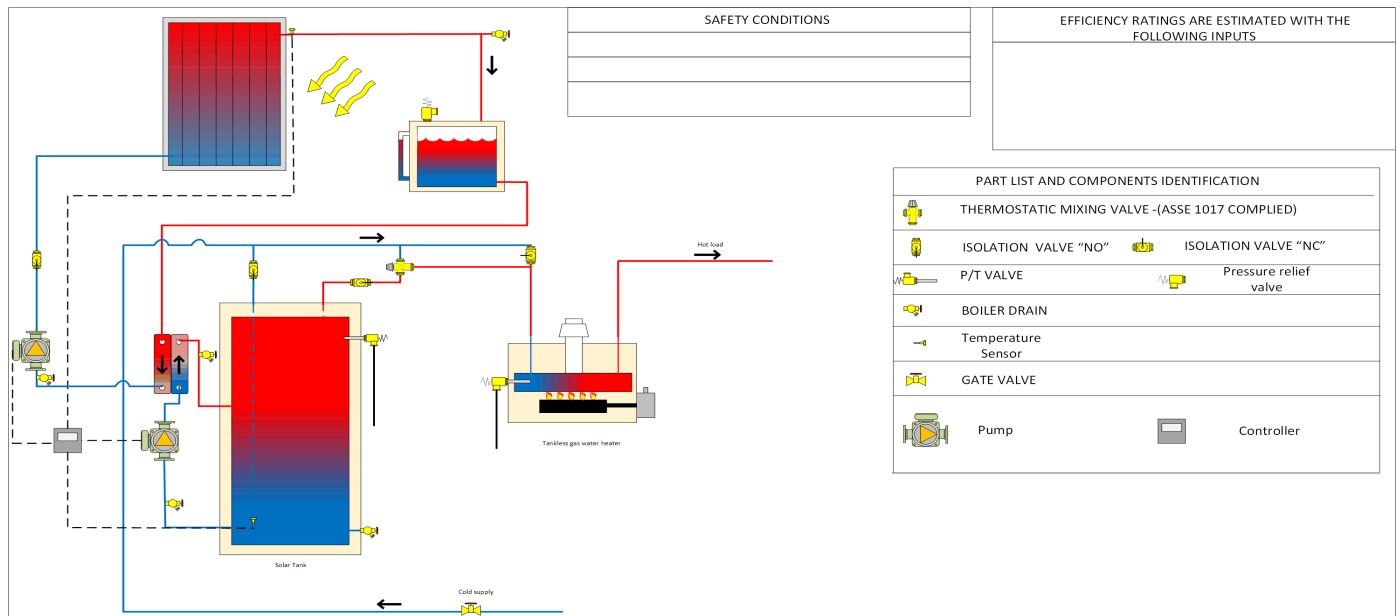 SAFETY CONDITIONS
EFFICIENCY RATINGS ARE ESTIMATED WITH THE
FOLLOWING INPUTS
PART LIST AND COMPONENTS IDENTIFICATION
THERMOSTATIC MIXING VALVE -(ASSE 1017 COMPLIED)
ISOLATION VALVE “NO”
ISOLATION VALVE “NC”
P/T VALVE
Pressure relief
valve
BOILER DRAIN
Temperature
Sensor
GATE VALVE
Pump
Controller
Hot load
Tankless gas water heater
Solar Tank
Cold supply